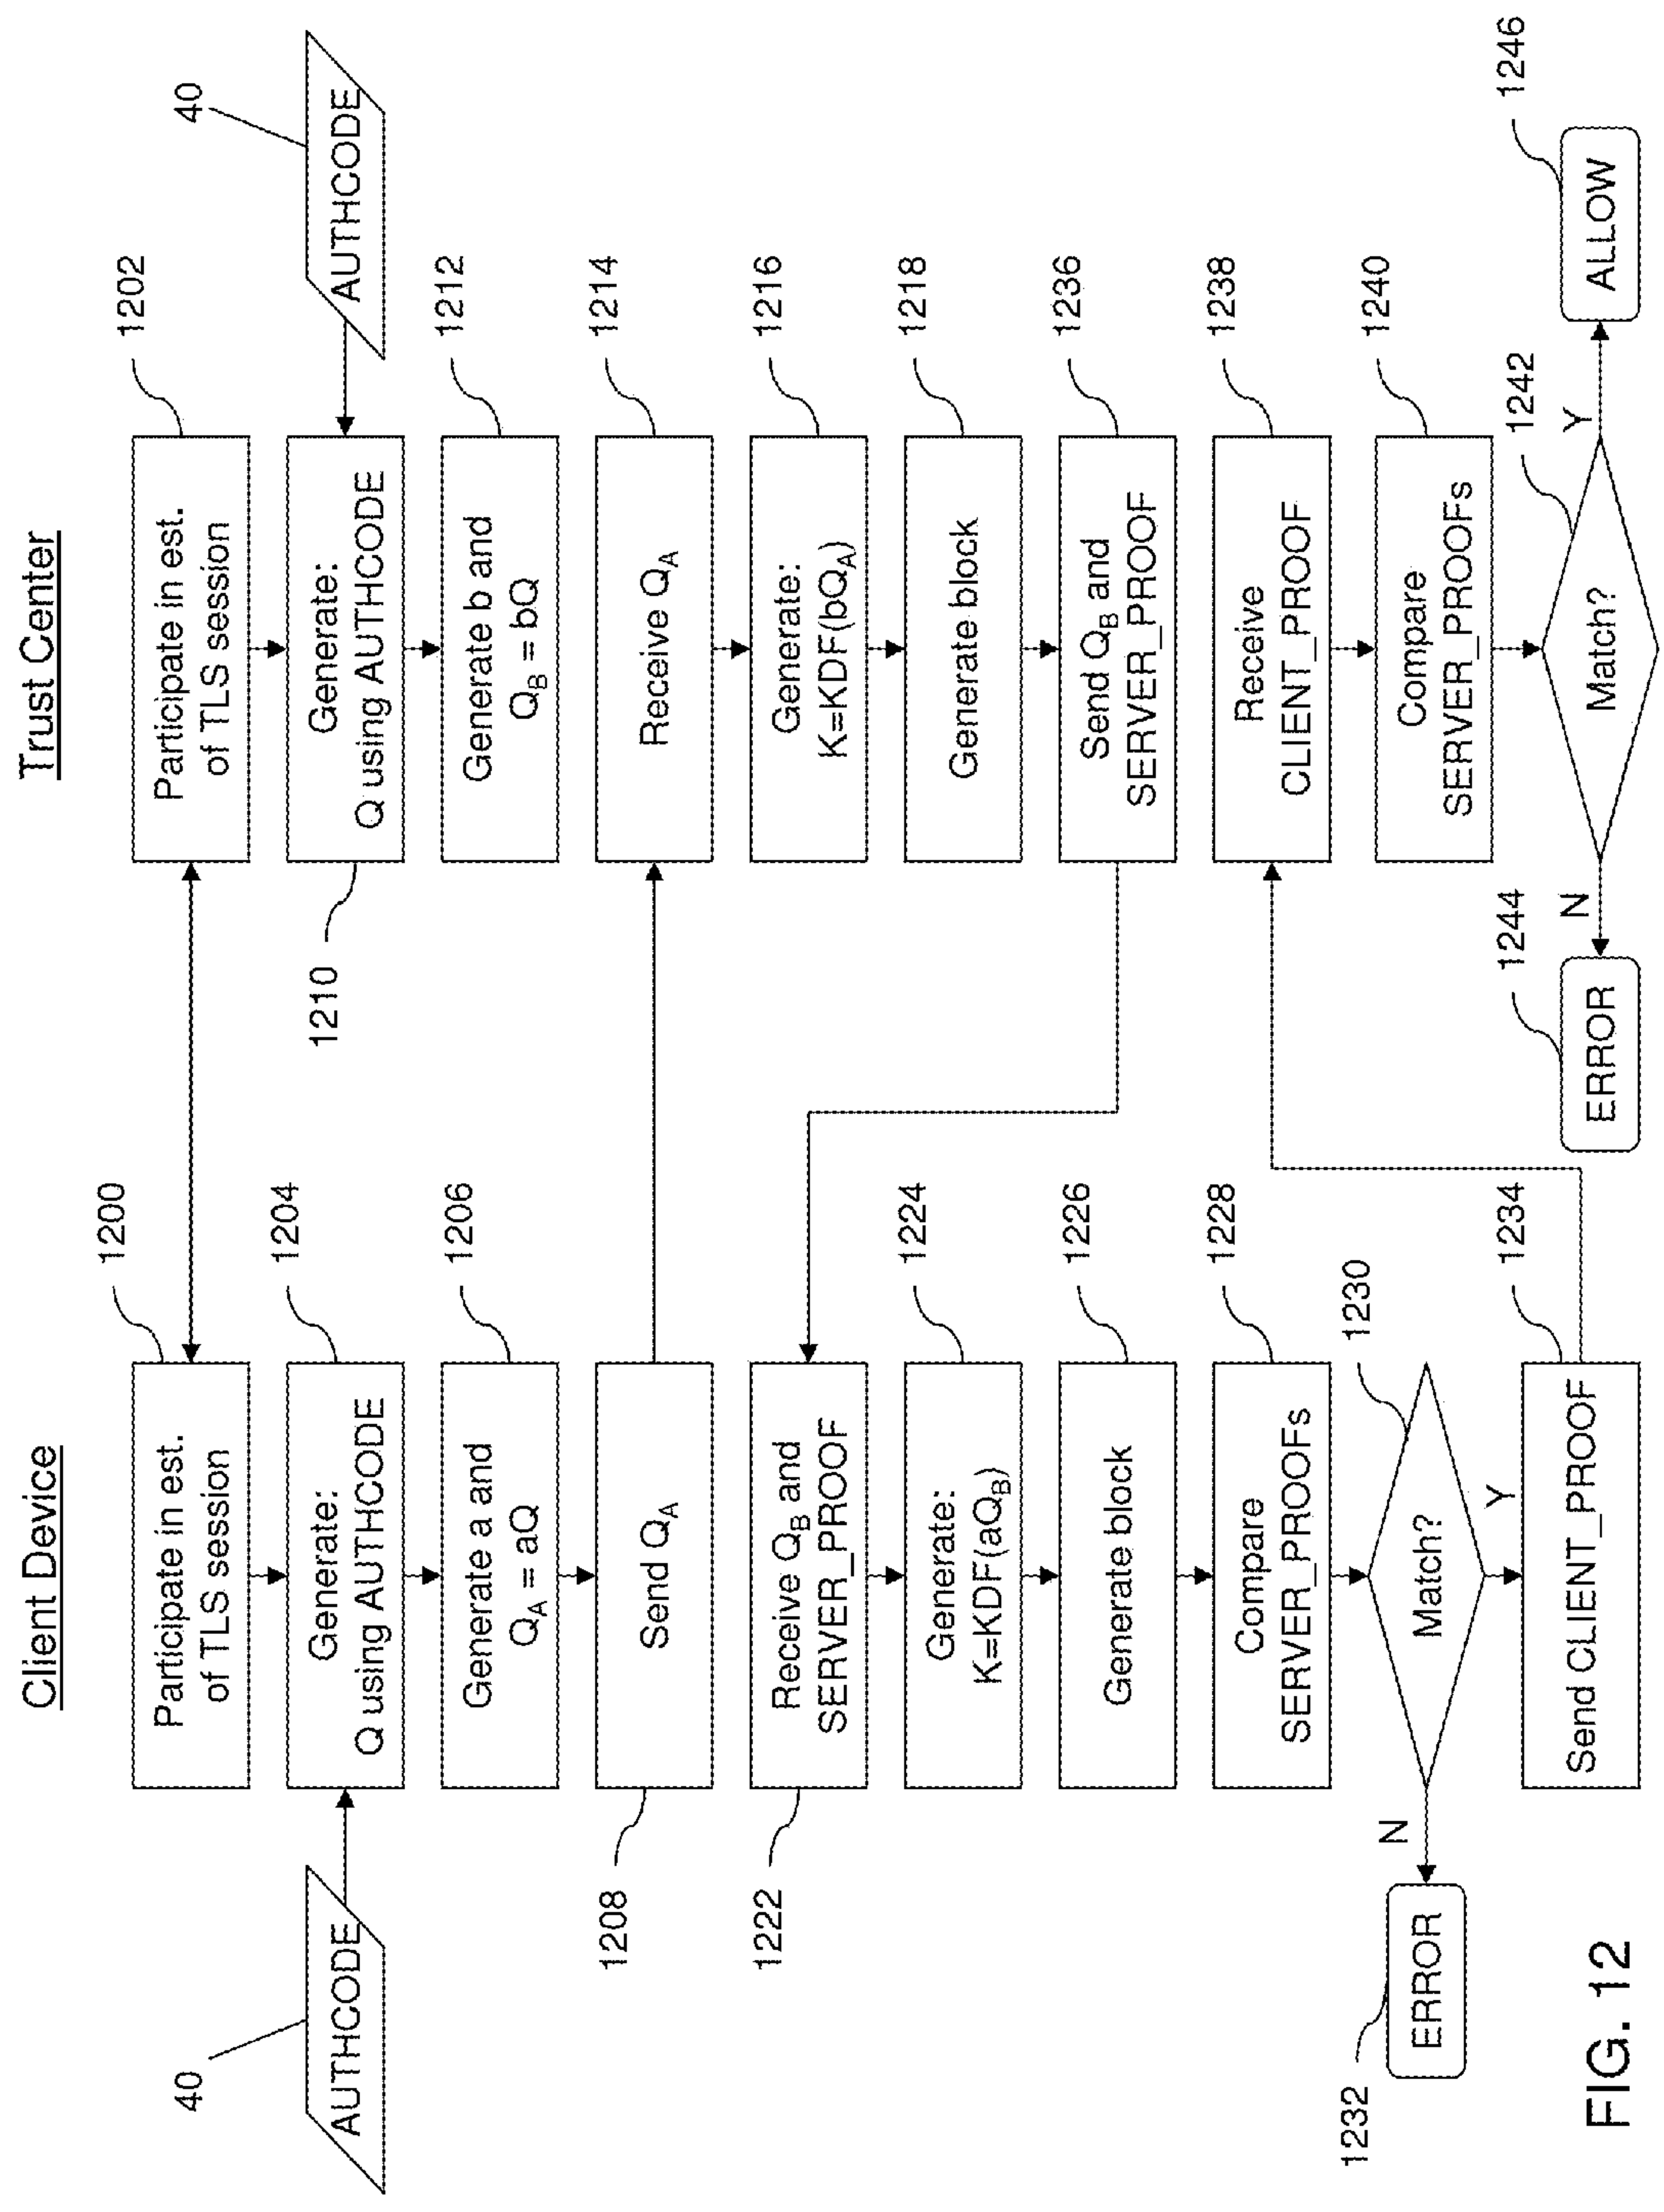 Client Device
Trust Center
1200
Participate in est.
of TLS session
1202
Participate in est.
of TLS session
40
AUTHCODE
1204
Generate:
Q using AUTHCODE
1210
Generate:
Q using AUTHCODE
40
AUTHCODE
1206
Generate a and
Q_A = aQ
1212
Generate b and
Q_B = bQ
1208
Send Q_A
1214
Receive Q_A
1222
Receive Q_B and
SERVER_PROOF
1216
Generate:
K=KDF(bQ_A)
1224
Generate:
K=KDF(aQ_B)
1218
Generate block
1226
Generate block
1236
Send Q_B and
SERVER_PROOF
1228
Compare
SERVER_PROOFs
1238
Receive
CLIENT_PROOF
1230
Match?
N
Y
1232
ERROR
1240
Compare
SERVER_PROOFs
1234
Send CLIENT_PROOF
1242
Match?
N
Y
1244
ERROR
1246
ALLOW
FIG. 12